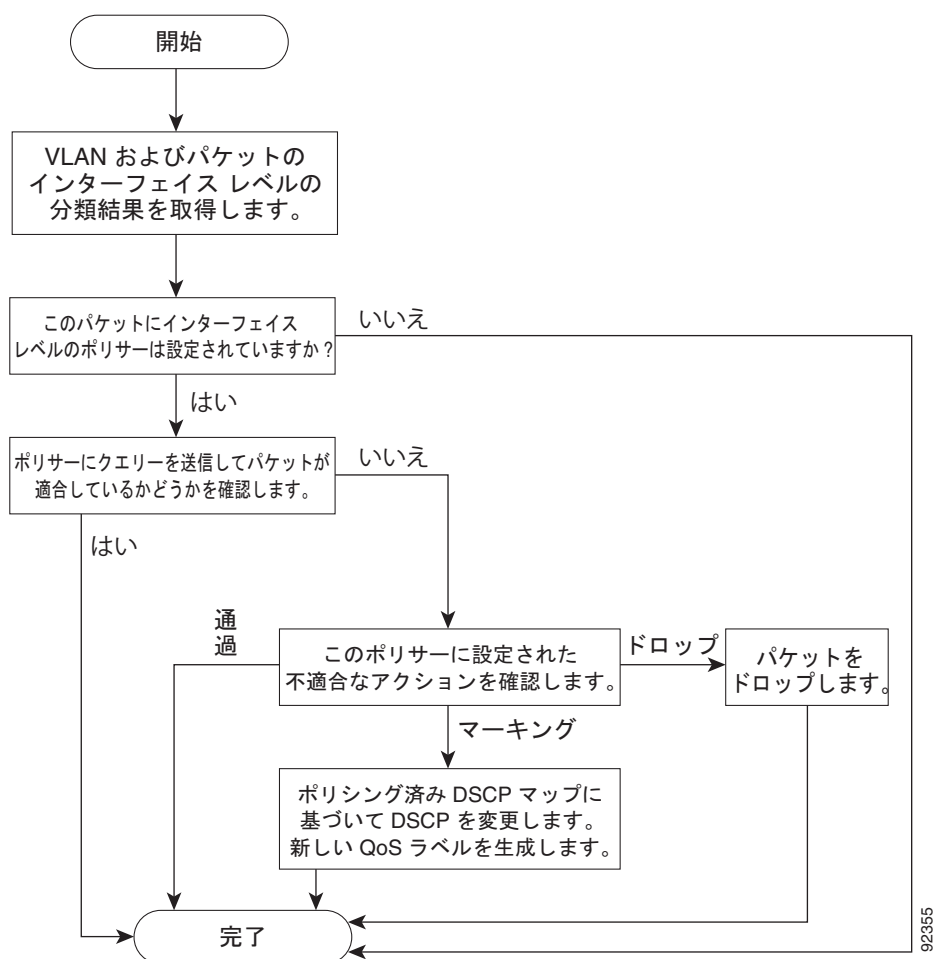 開始
VLAN およびパケットの
インターフェイス レベルの
分類結果を取得します。
このパケットにインターフェイス
レベルのポリサーは設定されていますか?
いいえ
はい
ポリサーにクエリーを送信してパケットが
適合しているかどうかを確認します。
いいえ
はい
通
過
このポリサーに設定された
不適合なアクションを確認します。
ドロップ
パケットを
ドロップします。
マーキング
ポリシング済み DSCP マップに
基づいて DSCP を変更します。
新しい QoS ラベルを生成します。
完了
92355